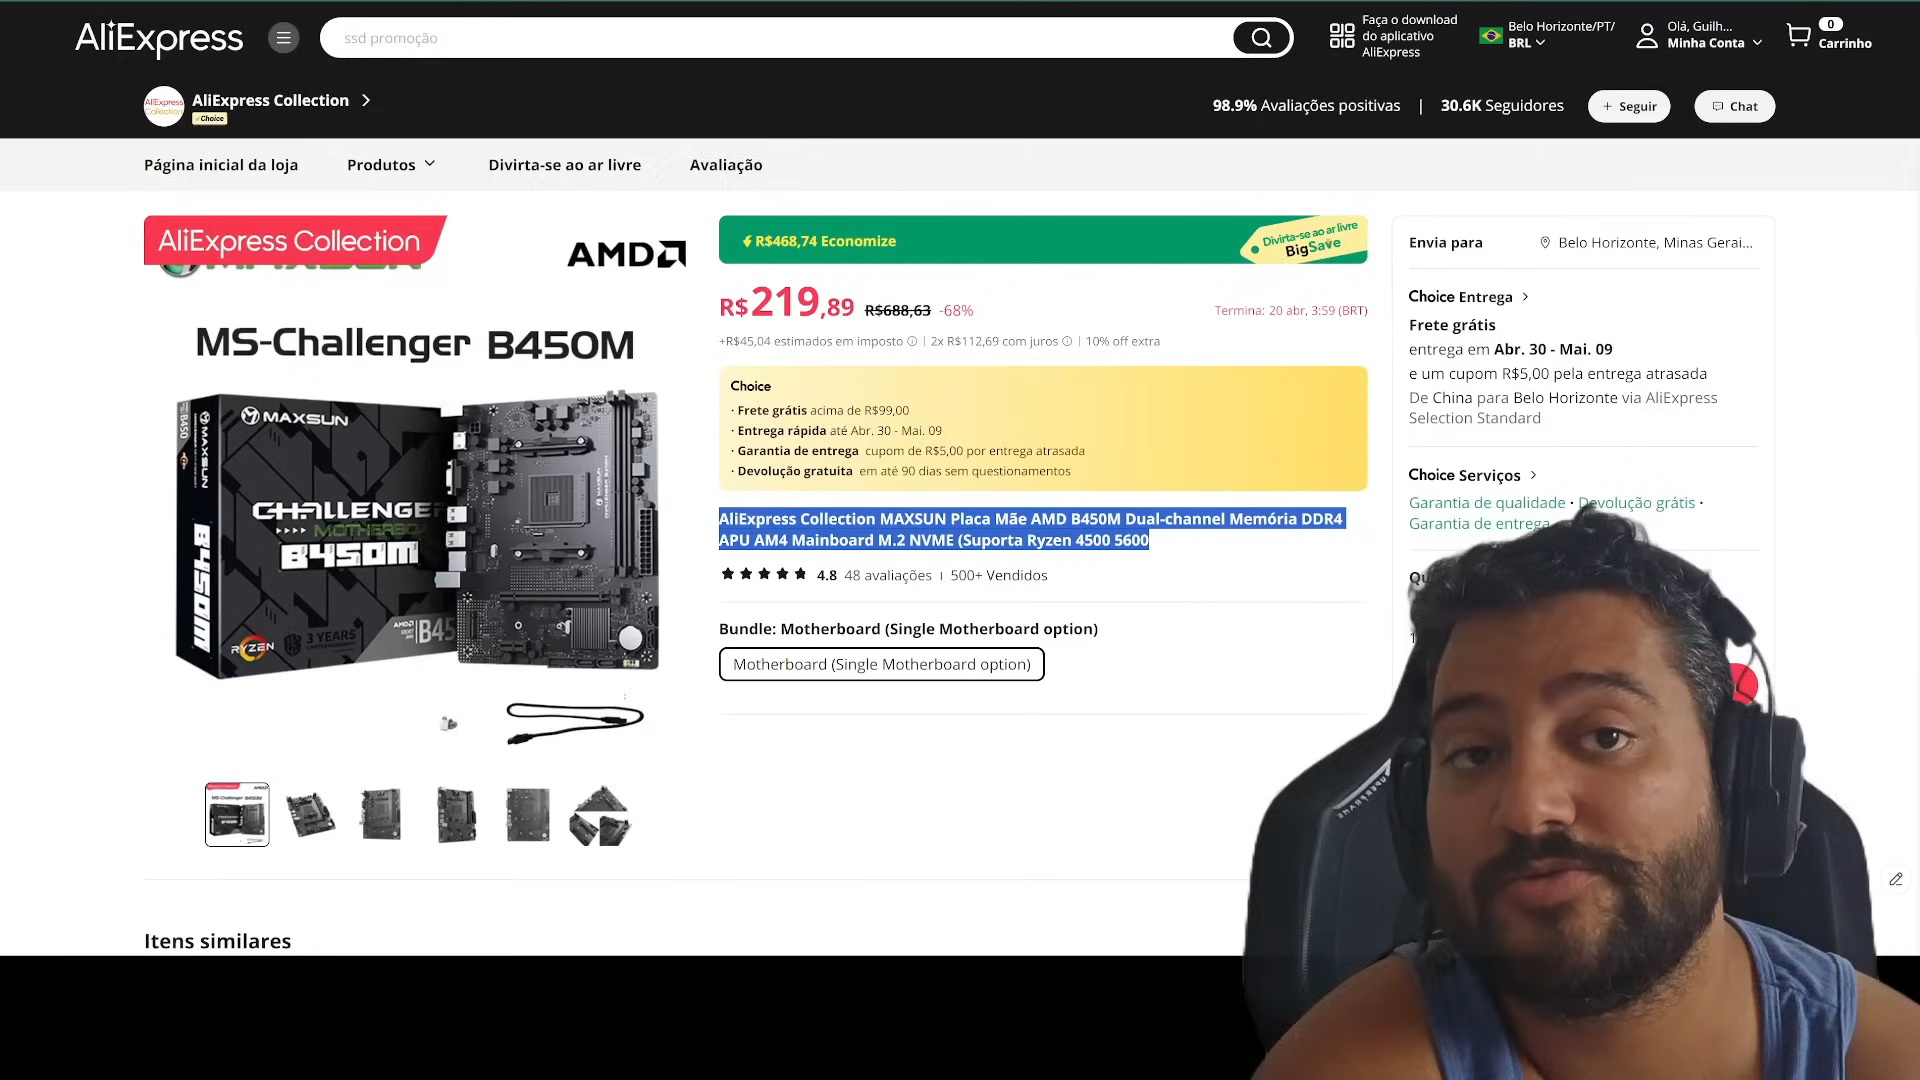 AliExpress
ssd promoção
Faça o download
do aplicativo
AliExpress
Belo Horizonte/PT/
BRL
Olá, Guilh...
Minha Conta
0
Carrinho
AliExpress
Collection
AliExpress Collection
Choice
98.9% Avaliações positivas | 30.6K Seguidores
+ Seguir
Chat
Página inicial da loja
Produtos
Divirta-se ao ar livre
Avaliação
AliExpress Collection
AMD
MS-Challenger B450M
MAXSUN
CHALLENGER
MOTHERBO
B450M
B450M
B450
MAXSUN
RYZEN
3 YEARS
AMD
B45
R$468,74 Economize
Divirta-se ao ar livre
BigSave
R$219,89 R$688,63 -68%
Termina: 20 abr, 3:59 (BRT)
+R$45,04 estimados em imposto | 2x R$112,69 com juros | 10% off extra
Choice
· Frete grátis acima de R$99,00
· Entrega rápida até Abr. 30 - Mai. 09
· Garantia de entrega cupom de R$5,00 por entrega atrasada
· Devolução gratuita em até 90 dias sem questionamentos
AliExpress Collection MAXSUN Placa Mãe AMD B450M Dual-channel Memória DDR4
APU AM4 Mainboard M.2 NVME (Suporta Ryzen 4500 5600
4.8 48 avaliações | 500+ Vendidos
Bundle: Motherboard (Single Motherboard option)
Motherboard (Single Motherboard option)
Envia para
Belo Horizonte, Minas Gerai...
Choice Entrega
Frete grátis
entrega em Abr. 30 - Mai. 09
e um cupom R$5,00 pela entrega atrasada
De China para Belo Horizonte via AliExpress
Selection Standard
Choice Serviços
Garantia de qualidade · Devolução grátis ·
Garantia de entrega
Itens similares